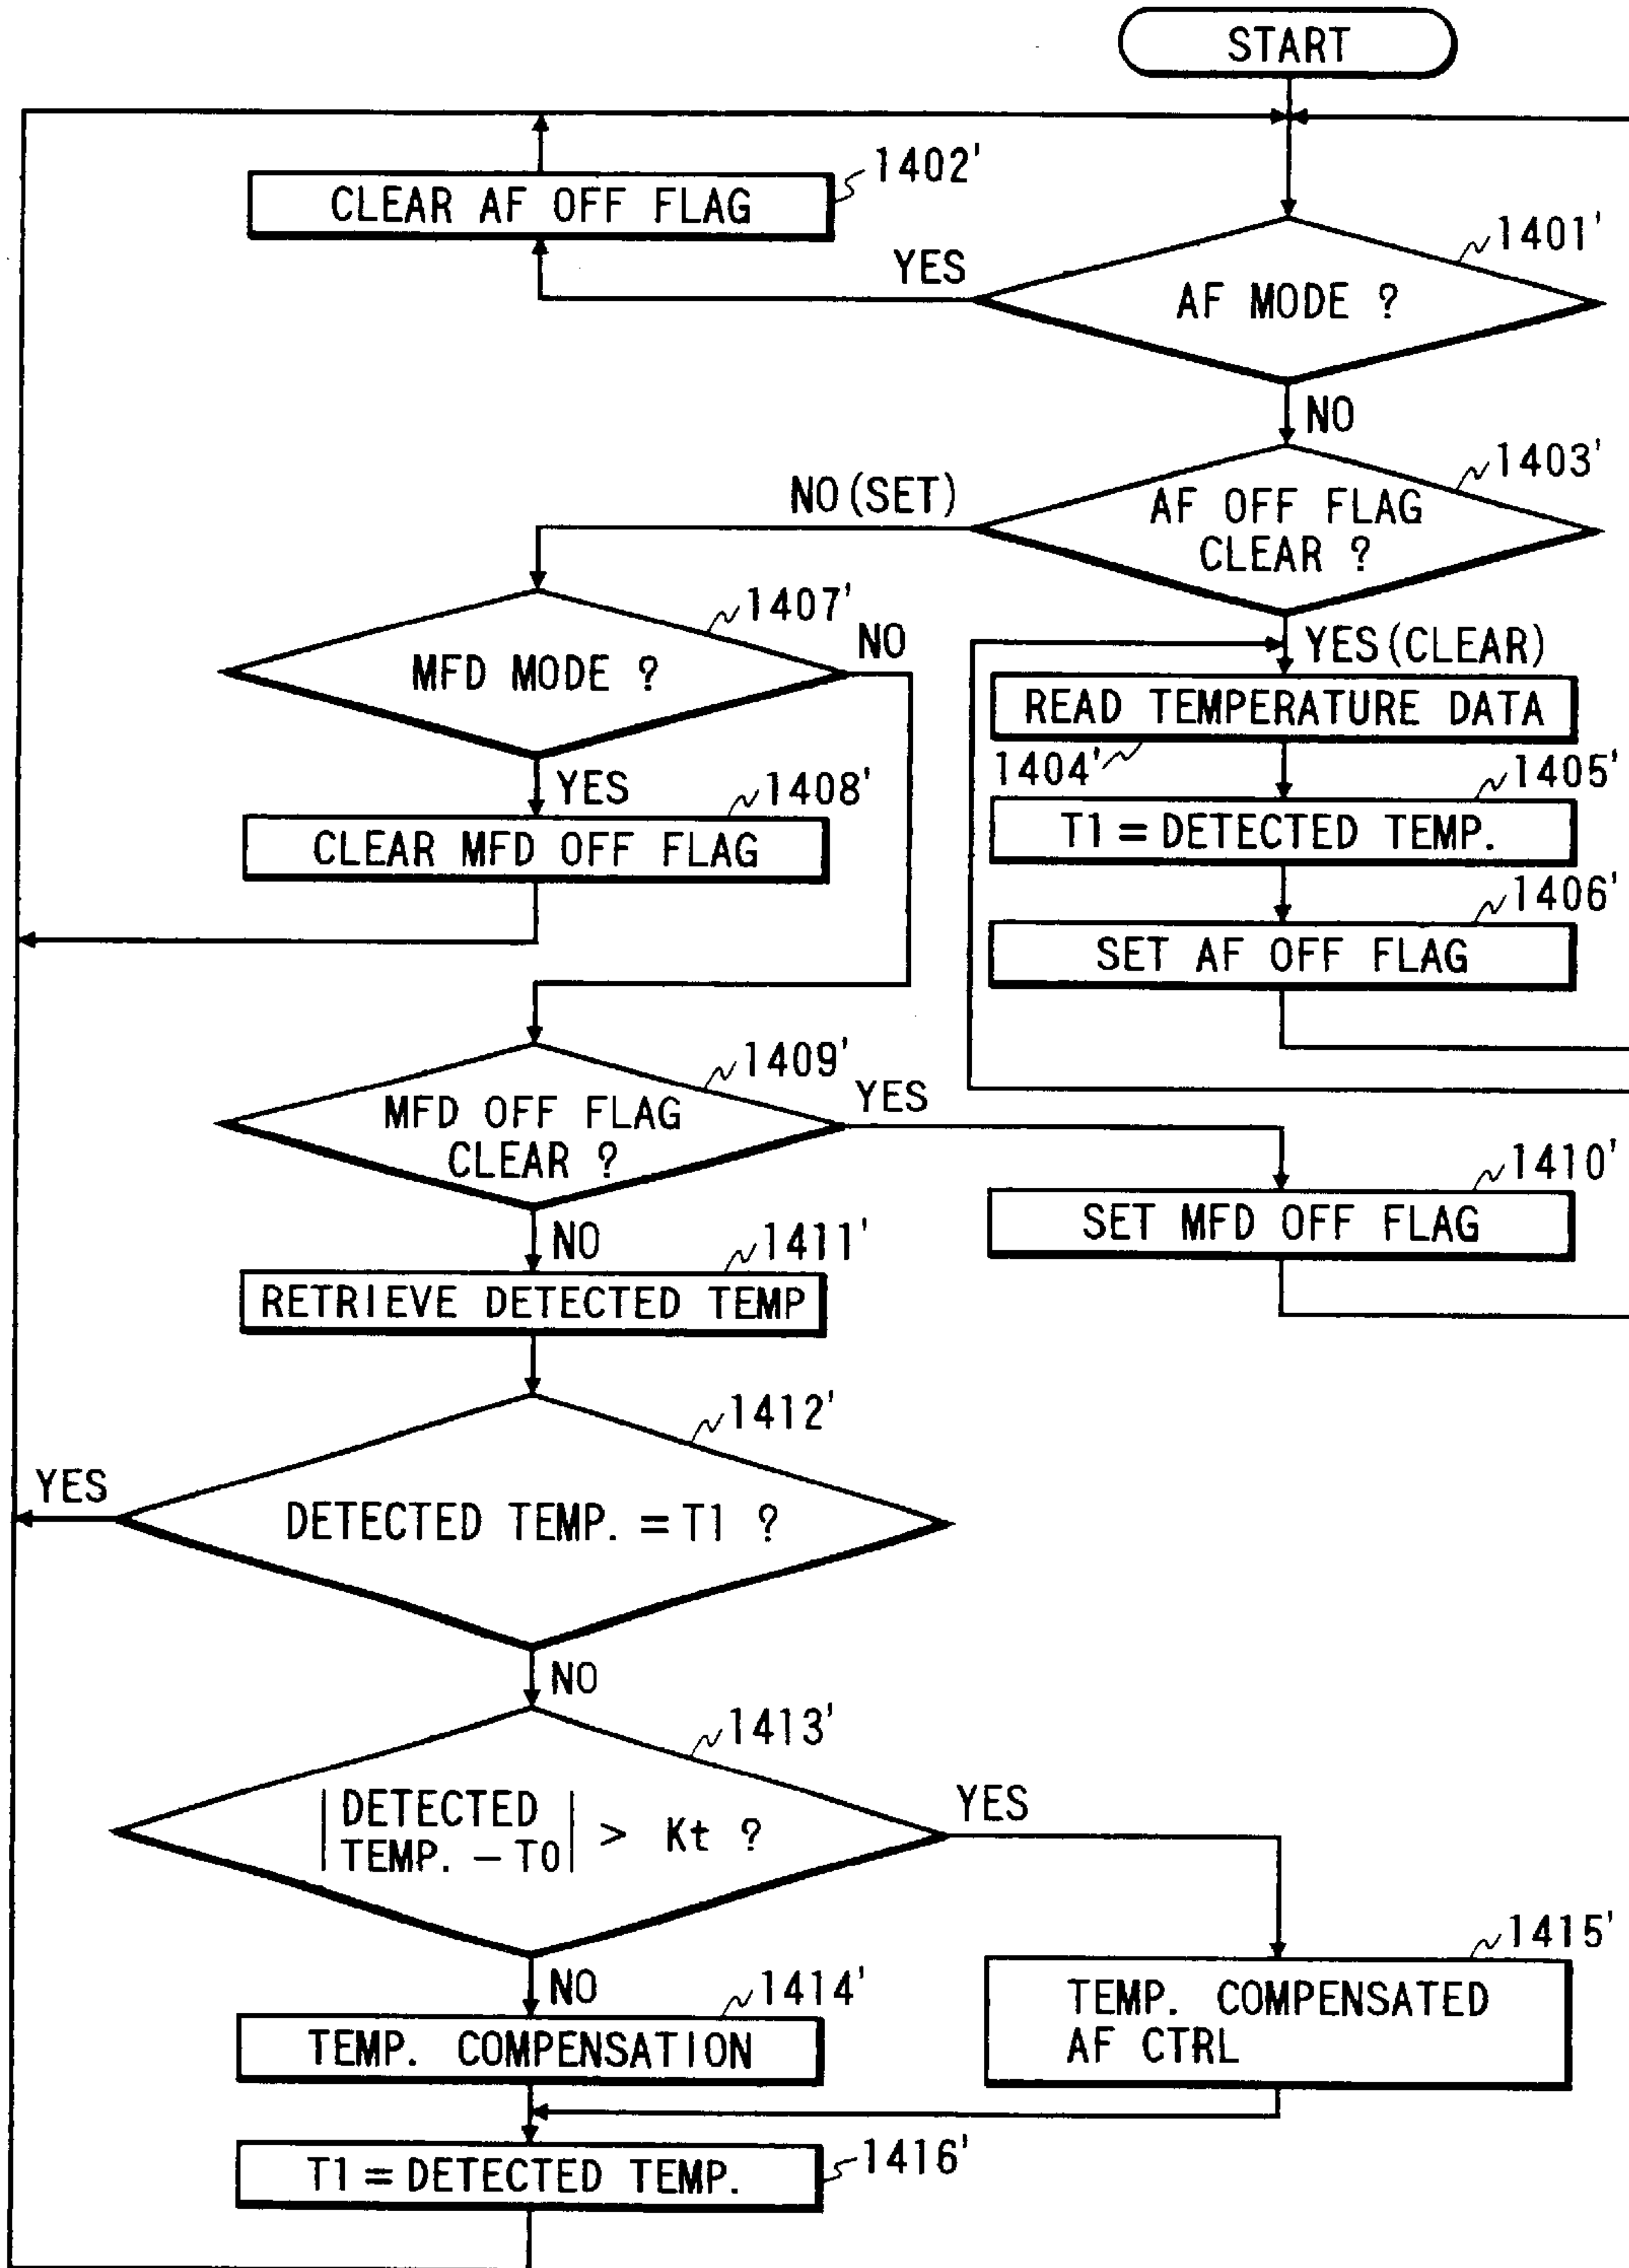 START
1402'
CLEAR AF OFF FLAG
1401'
YES
AF MODE ?
NO
1403'
NO (SET)
AF OFF FLAG
CLEAR ?
1407'
NO
YES (CLEAR)
MFD MODE ?
READ TEMPERATURE DATA
1404'
1405'
YES
1408'
T1 = DETECTED TEMP.
CLEAR MFD OFF FLAG
1406'
SET AF OFF FLAG
1409'
YES
MFD OFF FLAG
CLEAR ?
1410'
SET MFD OFF FLAG
NO
1411'
RETRIEVE DETECTED TEMP
1412'
YES
DETECTED TEMP. = T1 ?
NO
1413'
YES
|DETECTED
TEMP. – T0| > Kt ?
1415'
NO
1414'
TEMP. COMPENSATED
AF CTRL
TEMP. COMPENSATION
1416'
T1 = DETECTED TEMP.